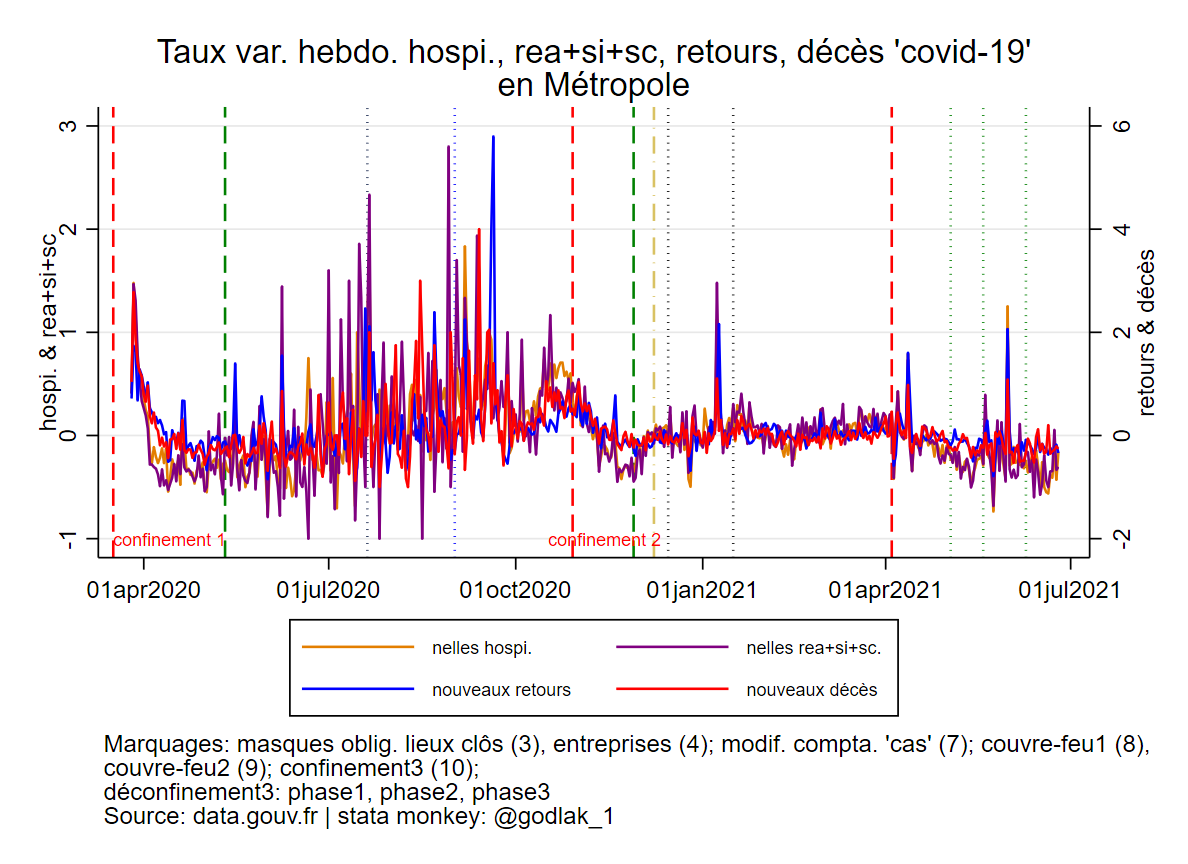 Taux var. hebdo. hospi., rea+si+sc, retours, décès 'covid-19'
en Métropole
hospi. & rea+si+sc
3
2
1
0
-1
retours & décès
6
4
2
0
-2
confinement 1
confinement 2
01apr2020
01jul2020
01oct2020
01jan2021
01apr2021
01jul2021
nelles hospi.
nelles rea+si+sc.
nouveaux retours
nouveaux décès
Marquages: masques oblig. lieux clôs (3), entreprises (4); modif. compta. 'cas' (7); couvre-feu1 (8),
couvre-feu2 (9); confinement3 (10);
déconfinement3: phase1, phase2, phase3
Source: data.gouv.fr | stata monkey: @godlak_1